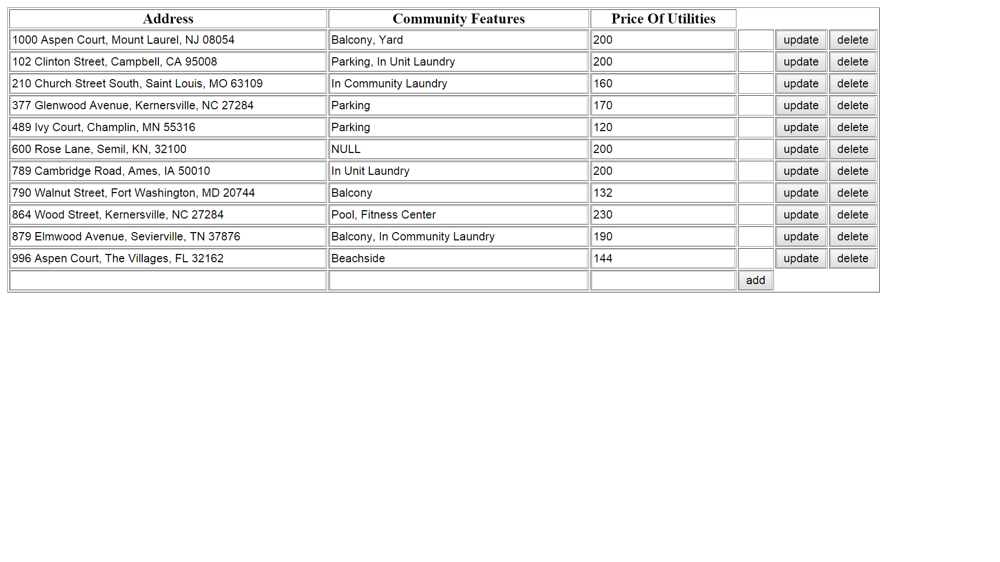 Address Community Features Price Of Utilities
1000 Aspen Court, Mount Laurel, NJ 08054 Balcony, Yard 200 update delete
102 Clinton Street, Campbell, CA 95008 Parking, In Unit Laundry 200 update delete
210 Church Street South, Saint Louis, MO 63109 In Community Laundry 160 update delete
377 Glenwood Avenue, Kernersville, NC 27284 Parking 170 update delete
489 Ivy Court, Champlin, MN 55316 Parking 120 update delete
600 Rose Lane, Semil, KN, 32100 NULL 200 update delete
789 Cambridge Road, Ames, IA 50010 In Unit Laundry 200 update delete
790 Walnut Street, Fort Washington, MD 20744 Balcony 132 update delete
864 Wood Street, Kernersville, NC 27284 Pool, Fitness Center 230 update delete
879 Elmwood Avenue, Sevierville, TN 37876 Balcony, In Community Laundry 190 update delete
996 Aspen Court, The Villages, FL 32162 Beachside 144 update delete
add